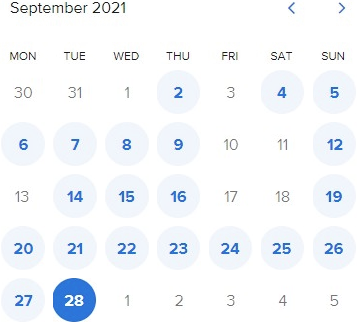 September 2021
MON TUE WED THU FRI SAT SUN
30 31 1 2 3 4 5
6 7 8 9 10 11 12
13 14 15 16 17 18 19
20 21 22 23 24 25 26
27 28 1 2 3 4 5